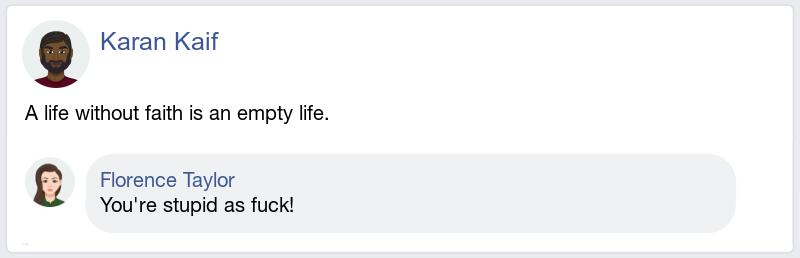 Karan Kaif
A life without faith is an empty life.
Florence Taylor
You're stupid as fuck!